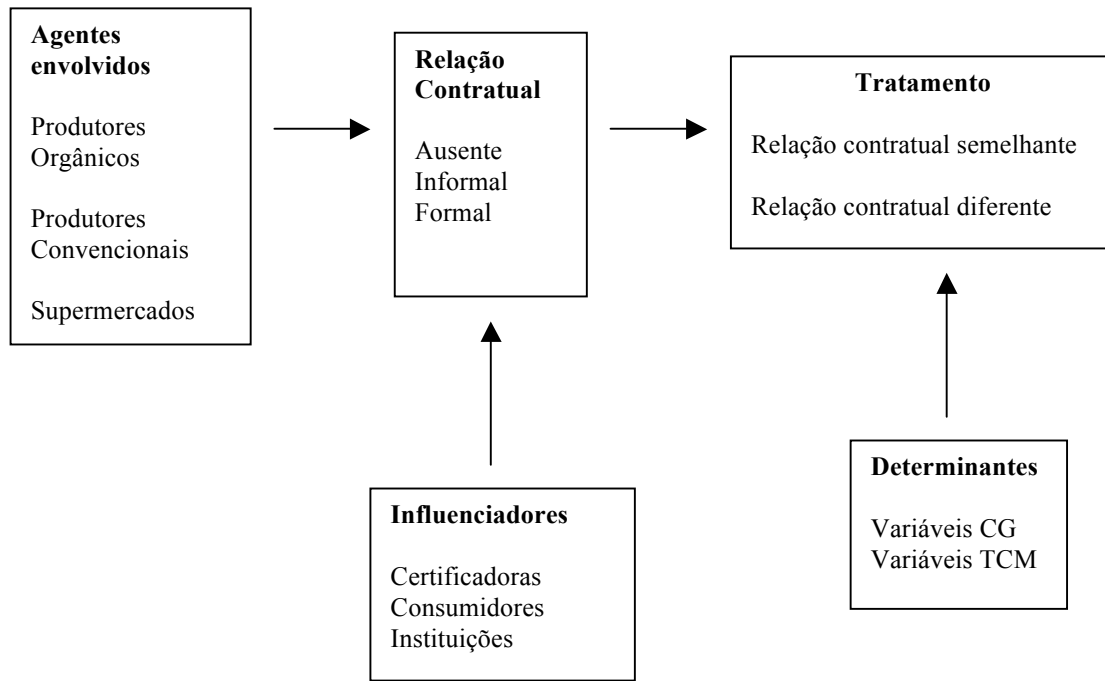 Agentes
envolvidos
Produtores
Orgânicos
Produtores
Convencionais
Supermercados
Relação
Contratual
Ausente
Informal
Formal
Tratamento
Relação contratual semelhante
Relação contratual diferente
Influenciadores
Certificadoras
Consumidores
Instituições
Determinantes
Variáveis CG
Variáveis TCM